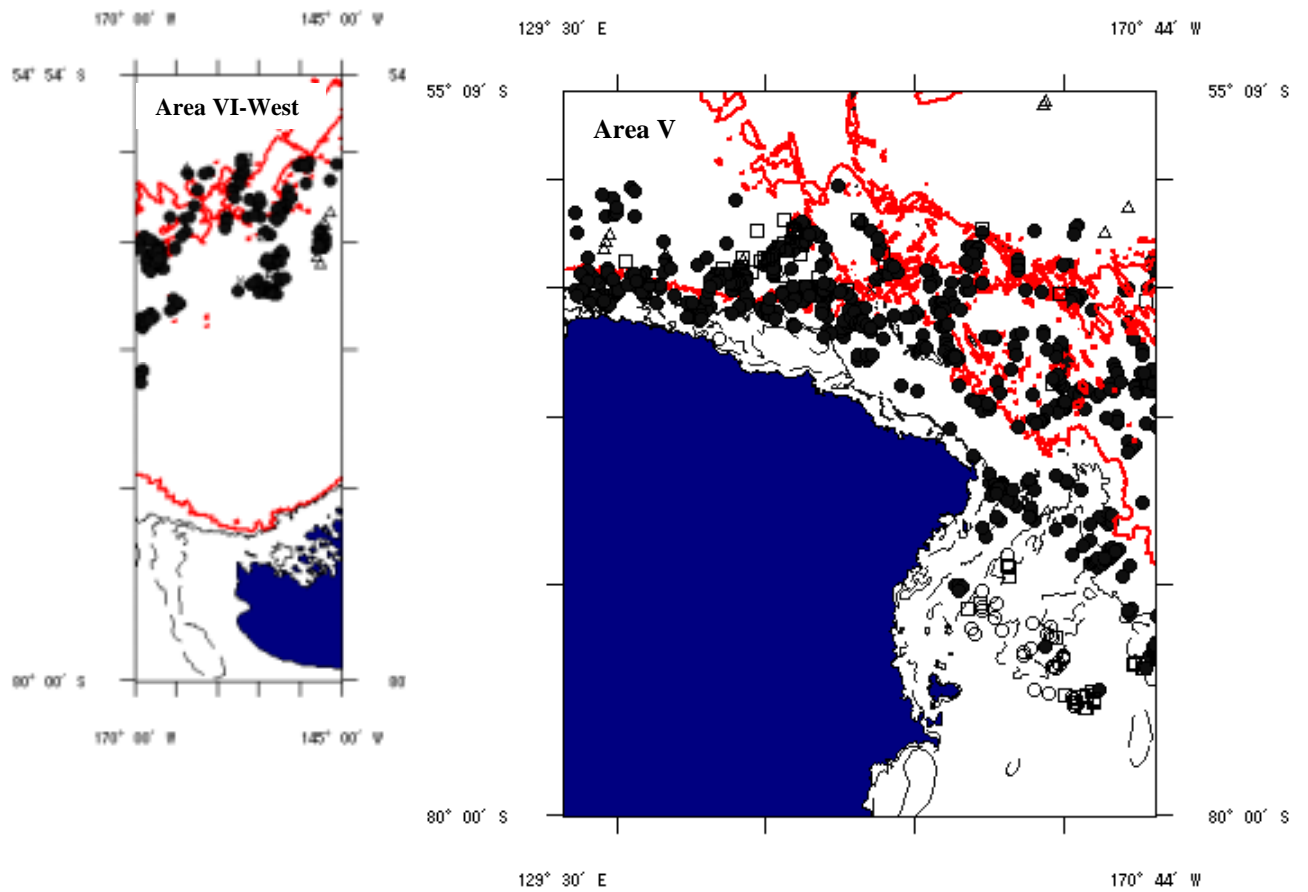 170° 00′ W 145° 00′ W
129° 30′ E 170° 44′ W
54° 54′ S 54
55° 09′ S 55° 09′ S
Area VI-West
Area V
80° 00′ S 80°
170° 00′ W 145° 00′ W
80° 00′ S 80° 00′ S
129° 30′ E 170° 44′ W